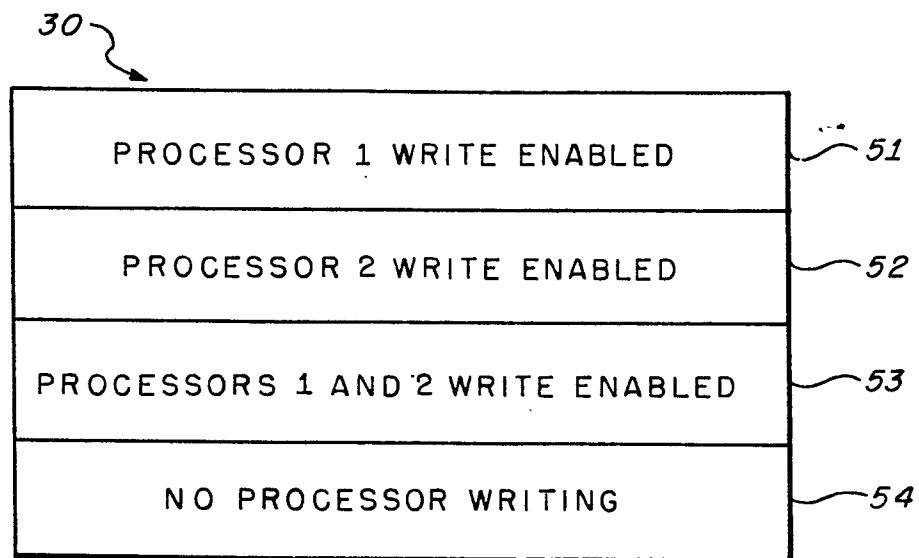 30
PROCESSOR 1 WRITE ENABLED 51
PROCESSOR 2 WRITE ENABLED 52
PROCESSORS 1 AND 2 WRITE ENABLED 53
NO PROCESSOR WRITING 54